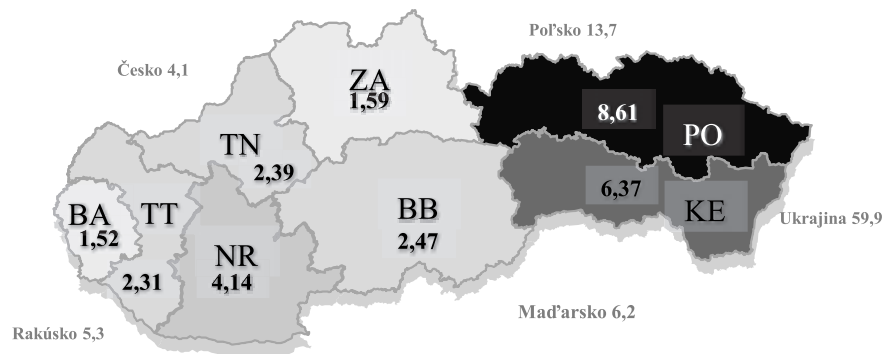 Poľsko 13,7
Česko 4,1
ZA
1,59
8,61
PO
TN
2,39
6,37
KE
BA
1,52
TT
2,31
NR
4,14
BB
2,47
Ukrajina 59,9
Maďarsko 6,2
Rakúsko 5,3